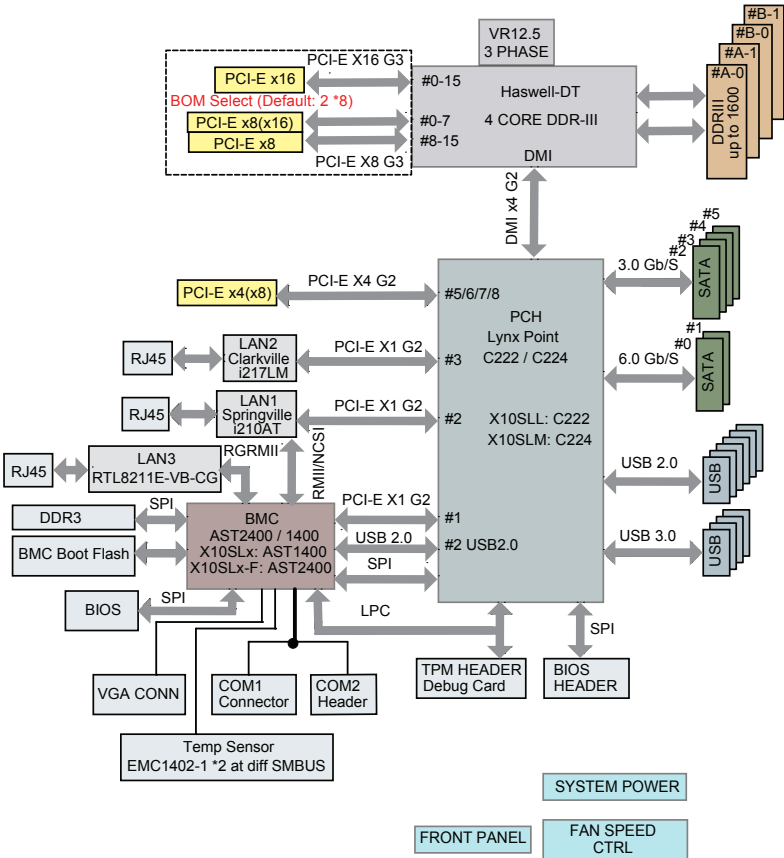 VR12.5
3 PHASE
#B-1
#B-0
#A-1
#A-0
DDRIII
up to 1600
PCI-E X16 G3
PCI-E x16
#0-15
BOM Select (Default: 2 *8)
PCI-E x8(x16)
#0-7
PCI-E x8
#8-15
PCI-E X8 G3
Haswell-DT
4 CORE DDR-III
DMI
DMI x4 G2
#5
#4
#3
#2
3.0 Gb/S
SATA
PCI-E x4(x8)
PCI-E X4 G2
#5/6/7/8
PCH
Lynx Point
C222 / C224
#1
#0
6.0 Gb/S
SATA
RJ45
LAN2
Clarkville
i217LM
PCI-E X1 G2
#3
RJ45
LAN1
Springville
i210AT
PCI-E X1 G2
#2
X10SLL: C222
X10SLM: C224
RJ45
LAN3
RTL8211E-VB-CG
RGRMII
RMII/NCSI
USB 2.0
USB
DDR3
SPI
BMC
AST2400 / 1400
X10SLx: AST1400
X10SLx-F: AST2400
PCI-E X1 G2
#1
USB 2.0
#2 USB2.0
SPI
USB 3.0
USB
BMC Boot Flash
BIOS
SPI
LPC
SPI
VGA CONN
COM1
Connector
COM2
Header
TPM HEADER
Debug Card
BIOS
HEADER
Temp Sensor
EMC1402-1 *2 at diff SMBUS
SYSTEM POWER
FRONT PANEL
FAN SPEED
CTRL